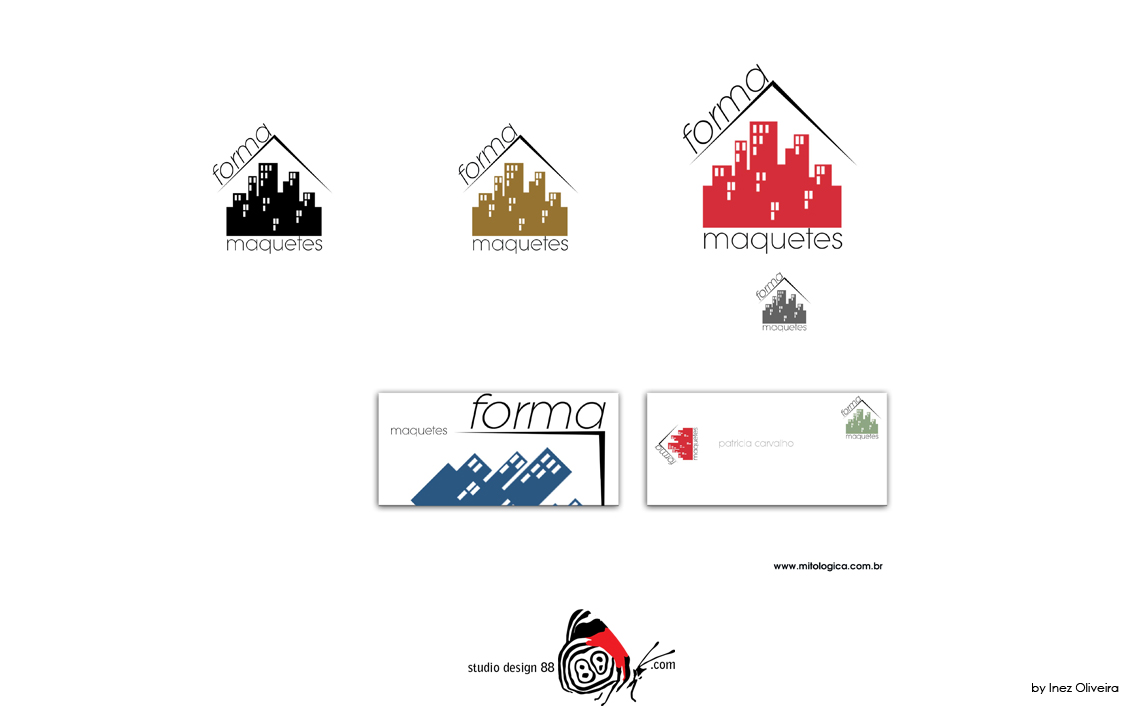 forma
maquetes
forma
maquetes
forma
maquetes
forma
maquetes
forma
maquetes
forma
maquetes
patricia carvalho
forma
maquetes
www.mitologica.com.br
studio design 88
88
.com
by Inez Oliveira